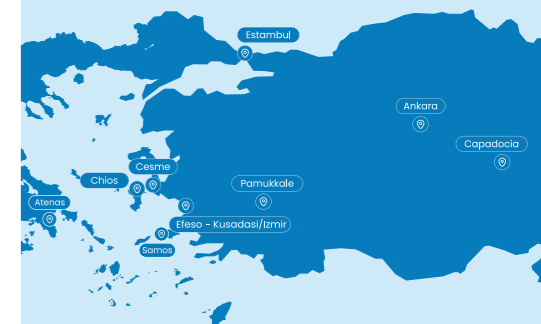 Estambul
Ankara
Capadocia
Cesme
Chios
Pamukkale
Atenas
Efeso - Kusadasi/Izmir
Samos